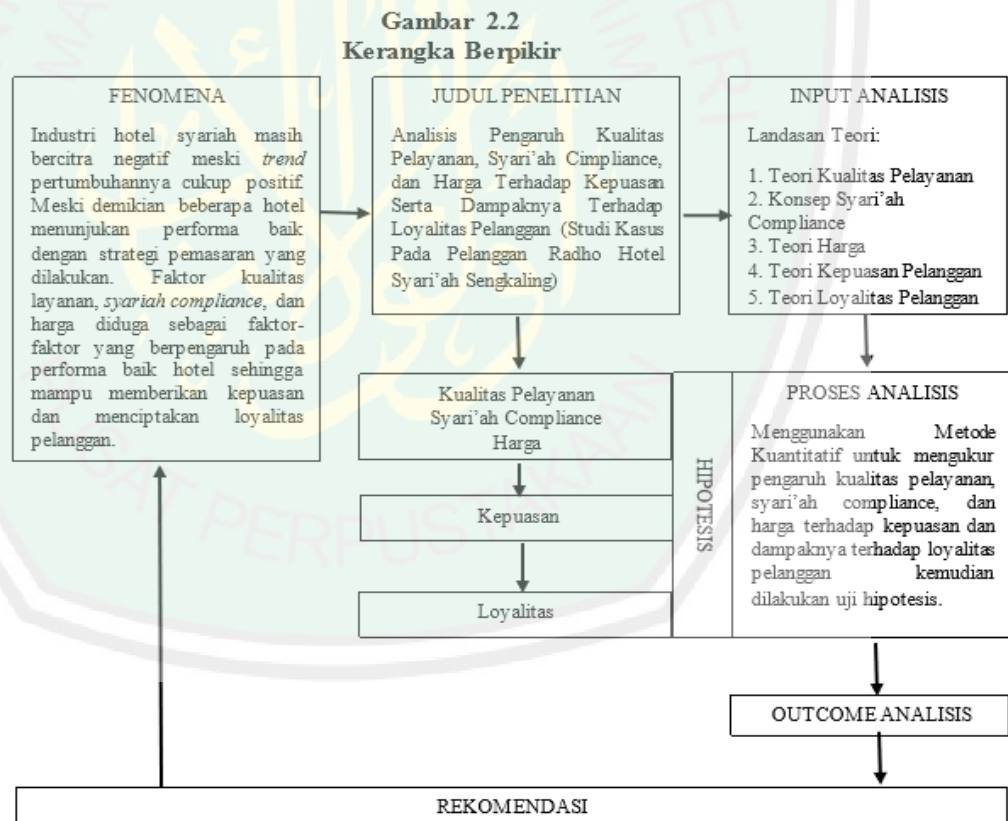 Gambar 2.2
Kerangka Berpikir
FENOMENA
Industri hotel syariah masih
bercitra negatif meski trend
pertumbuhannya cukup positif.
Meski demikian beberapa hotel
menunjukan performa baik
dengan strategi pemasaran yang
dilakukan. Faktor kualitas
layanan, syariah compliance, dan
harga diduga sebagai faktor-
faktor yang berpengaruh pada
performa baik hotel sehingga
mampu memberikan kepuasan
dan menciptakan loyalitas
pelanggan.
JUDUL PENELITIAN
Analisis Pengaruh Kualitas
Pelayanan, Syari'ah Cimpliance,
dan Harga Terhadap Kepuasan
Serta Dampaknya Terhadap
Loyalitas Pelanggan (Studi Kasus
Pada Pelanggan Radho Hotel
Syari'ah Sengkaling)
INPUT ANALISIS
Landasan Teori:
1. Teori Kualitas Pelayanan
2. Konsep Syari'ah
Compliance
3. Teori Harga
4. Teori Kepuasan Pelanggan
5. Teori Loyalitas Pelanggan
Kualitas Pelayanan
Syari'ah Compliance
Harga
Kepuasan
Loyalitas
HIPOTESIS
PROSES ANALISIS
Menggunakan Metode
Kuantitatif untuk mengukur
pengaruh kualitas pelayanan,
syari'ah compliance, dan
harga terhadap kepuasan dan
dampaknya terhadap loyalitas
pelanggan kemudian
dilakukan uji hipotesis.
OUTCOME ANALISIS
REKOMENDASI
PUSAT PERPUSTAKAAN